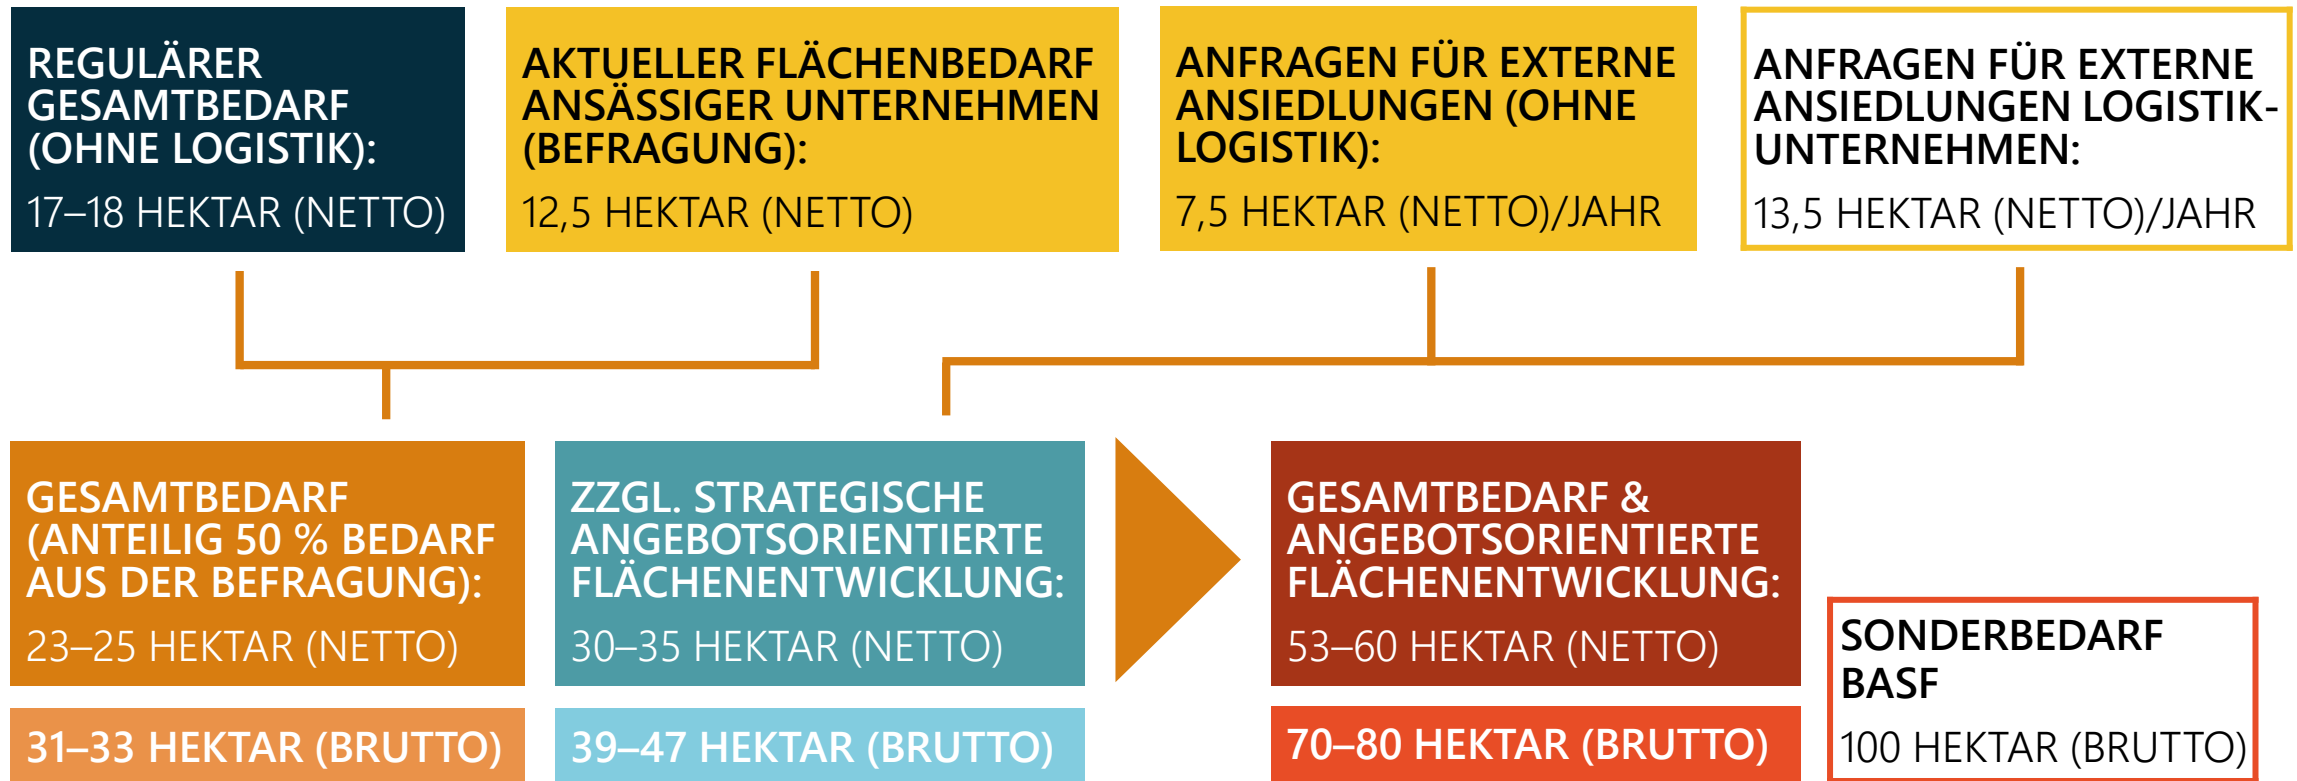 REGULÄRER
GESAMTBEDARF
(OHNE LOGISTIK):
17–18 HEKTAR (NETTO)
AKTUELLER FLÄCHENBEDARF
ANSÄSSIGER UNTERNEHMEN
(BEFRAGUNG):
12,5 HEKTAR (NETTO)
ANFRAGEN FÜR EXTERNE
ANSIEDLUNGEN (OHNE
LOGISTIK):
7,5 HEKTAR (NETTO)/JAHR
ANFRAGEN FÜR EXTERNE
ANSIEDLUNGEN LOGISTIK-
UNTERNEHMEN:
13,5 HEKTAR (NETTO)/JAHR
GESAMTBEDARF
(ANTEILIG 50 % BEDARF
AUS DER BEFRAGUNG):
23–25 HEKTAR (NETTO)
31–33 HEKTAR (BRUTTO)
ZZGL. STRATEGISCHE
ANGEBOTSORIENTIERTE
FLÄCHENENTWICKLUNG:
30–35 HEKTAR (NETTO)
39–47 HEKTAR (BRUTTO)
GESAMTBEDARF &
ANGEBOTSORIENTIERTE
FLÄCHENENTWICKLUNG:
53–60 HEKTAR (NETTO)
70–80 HEKTAR (BRUTTO)
SONDERBEDARF
BASF
100 HEKTAR (BRUTTO)